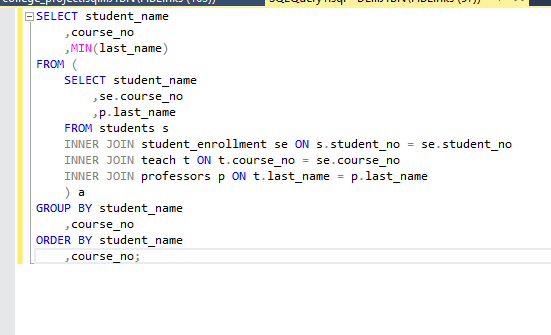 SELECT student_name
,course_no
,MIN(last_name)
FROM (
SELECT student_name
,se.course_no
,p.last_name
FROM students s
INNER JOIN student_enrollment se ON s.student_no = se.student_no
INNER JOIN teach t ON t.course_no = se.course_no
INNER JOIN professors p ON t.last_name = p.last_name
) a
GROUP BY student_name
,course_no
ORDER BY student_name
,course_no;